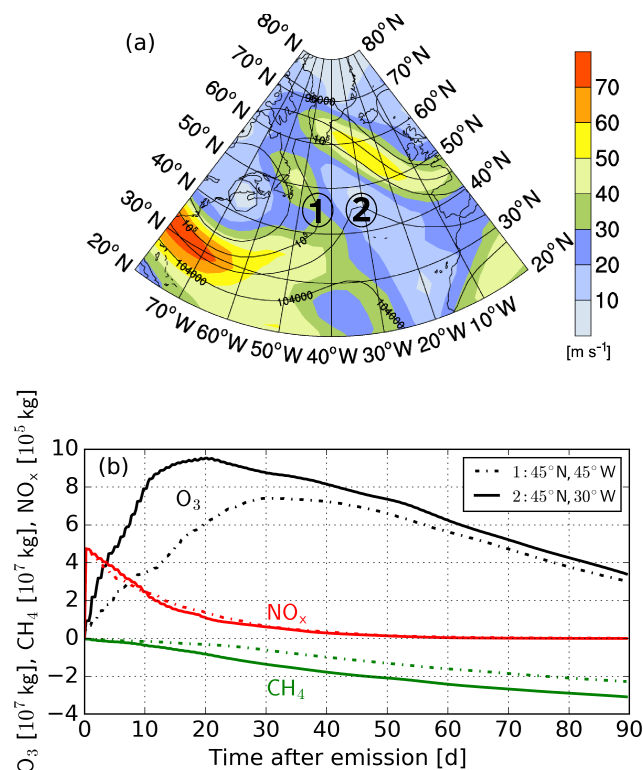 (a)
80°N
80°N
70°N
70°N
60°N
60°N
50°N
50°N
40°N
40°N
30°N
30°N
20°N
20°N
70°W
60°W
50°W
40°W
30°W
20°W
10°W
10⁵
10⁵
10⁵
104000
104000
104000
1
2
70
60
50
40
30
20
10
[m s⁻¹]
(b)
O₃ [10⁷ kg], CH₄ [10⁷ kg], NOₓ [10⁵ kg]
10
8
6
4
2
0
−2
−4
O₃
NOₓ
CH₄
1:45°N,45°W
2:45°N,30°W
0 10 20 30 40 50 60 70 80 90
Time after emission [d]